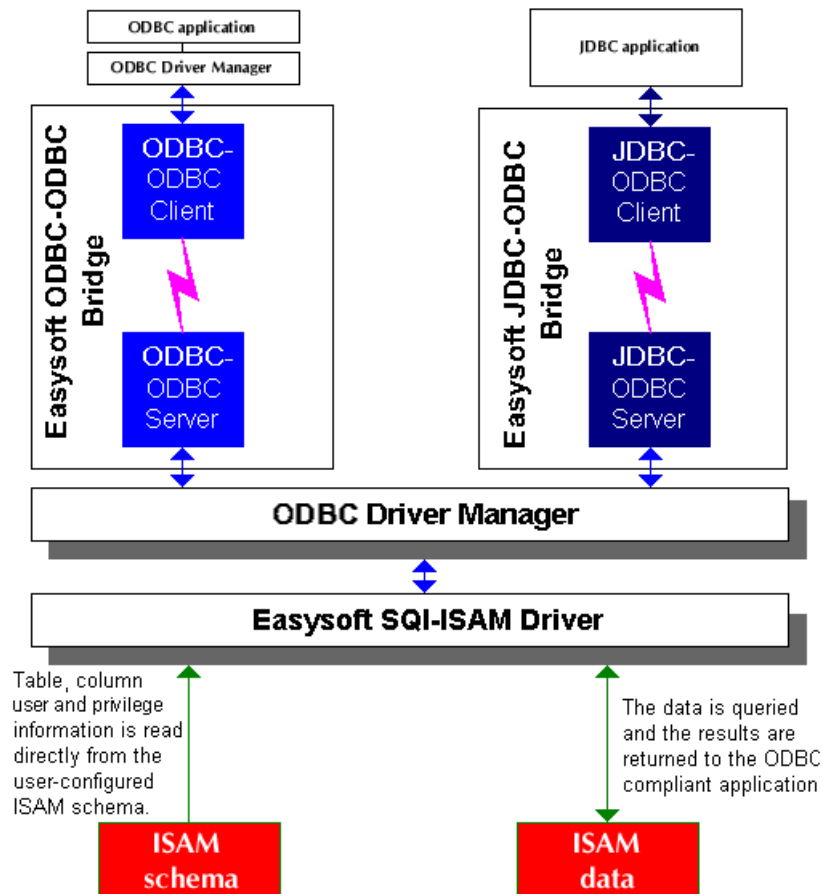 ODBC application
ODBC Driver Manager
JDBC application
Easysoft ODBC-ODBC
Bridge
ODBC-
ODBC
Client
ODBC-
ODBC
Server
Easysoft JDBC-ODBC
Bridge
JDBC-
ODBC
Client
JDBC-
ODBC
Server
ODBC Driver Manager
Easysoft SQI-ISAM Driver
Table, column
user and privilege
information is read
directly from the
user-configured
ISAM schema.
The data is queried
and the results are
returned to the ODBC
compliant application
ISAM
schema
ISAM
data